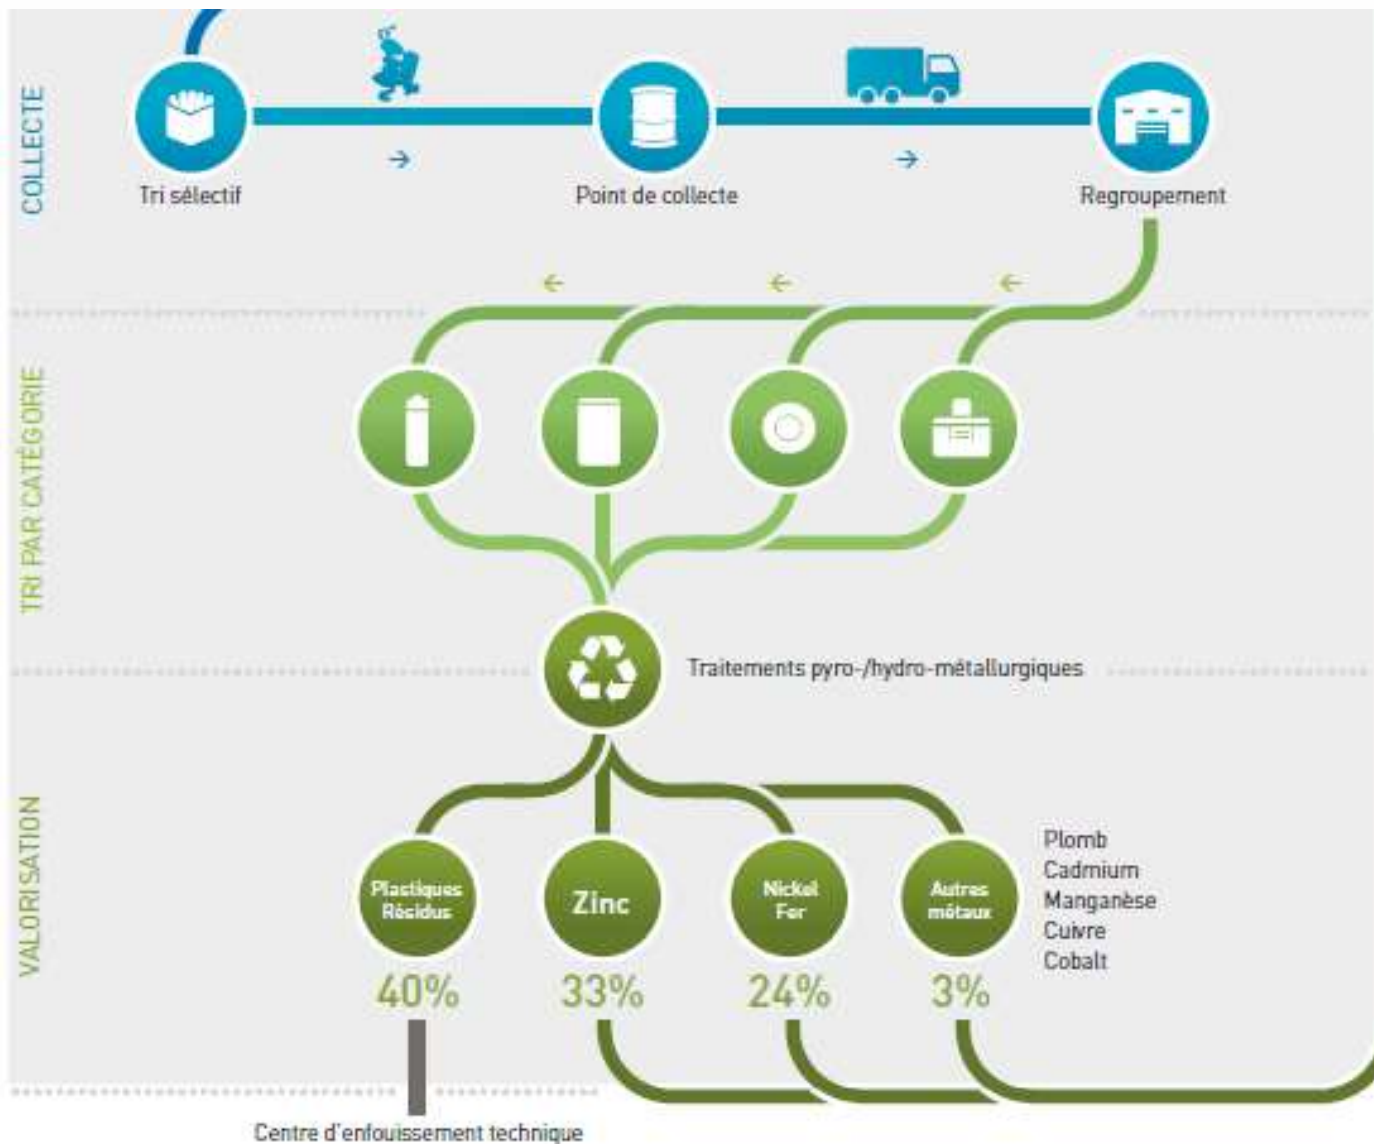 COLLECTE
Tri sélectif
Point de collecte
Regroupement
TRI PAR CATÉGORIE
Traitements pyro-/hydro-métallurgiques
VALORISATION
Plastiques
Résidus
Zinc
Nickel
Fer
Autres
métaux
Plomb
Cadmium
Manganèse
Cuivre
Cobalt
40%
33%
24%
3%
Centre d'enfouissement technique